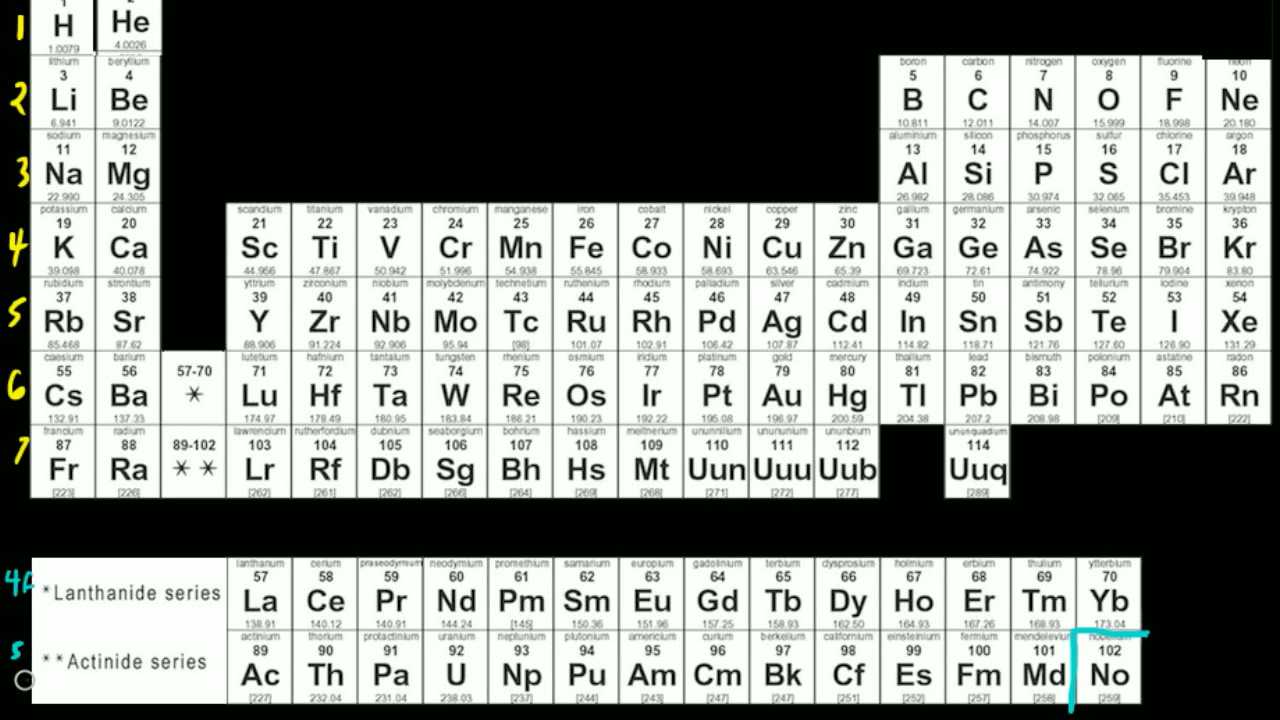 1 2
1 H He
1.0079 4.0026
lithium beryllium boron carbon nitrogen oxygen fluorine neon
3 4 5 6 7 8 9 10
2 Li Be B C N O F Ne
6.941 9.0122 10.811 12.011 14.007 15.999 18.998 20.180
sodium magnesium aluminium silicon phosphorus sulfur chlorine argon
11 12 13 14 15 16 17 18
3 Na Mg Al Si P S Cl Ar
22.990 24.305 26.982 28.086 30.974 32.065 35.453 39.948
potassium calcium scandium titanium vanadium chromium manganese iron cobalt nickel copper zinc gallium germanium arsenic selenium bromine krypton
19 20 21 22 23 24 25 26 27 28 29 30 31 32 33 34 35 36
4 K Ca Sc Ti V Cr Mn Fe Co Ni Cu Zn Ga Ge As Se Br Kr
39.098 40.078 44.956 47.867 50.942 51.996 54.938 55.845 58.933 58.693 63.546 65.39 69.723 72.61 74.922 78.96 79.904 83.80
rubidium strontium yttrium zirconium niobium molybdenum technetium ruthenium rhodium palladium silver cadmium indium tin antimony tellurium iodine xenon
37 38 39 40 41 42 43 44 45 46 47 48 49 50 51 52 53 54
5 Rb Sr Y Zr Nb Mo Tc Ru Rh Pd Ag Cd In Sn Sb Te I Xe
85.468 87.62 88.906 91.224 92.906 95.94 [98] 101.07 102.91 106.42 107.87 112.41 114.82 118.71 121.76 127.60 126.90 131.29
caesium barium lutetium hafnium tantalum tungsten rhenium osmium iridium platinum gold mercury thallium lead bismuth polonium astatine radon
55 56 57-70 71 72 73 74 75 76 77 78 79 80 81 82 83 84 85 86
6 Cs Ba * Lu Hf Ta W Re Os Ir Pt Au Hg Tl Pb Bi Po At Rn
132.91 137.33 174.97 178.49 180.95 183.84 186.21 190.23 192.22 195.08 196.97 200.59 204.38 207.2 208.98 [209] [210] [222]
francium radium lawrencium rutherfordium dubnium seaborgium bohrium hassium meitnerium ununnilium unununium ununbium ununquadium
87 88 89-102 103 104 105 106 107 108 109 110 111 112 114
7 Fr Ra * * Lr Rf Db Sg Bh Hs Mt Uun Uuu Uub Uuq
[223] [226] [262] [261] [262] [266] [264] [269] [268] [271] [272] [277] [289]
lanthanum cerium praseodymium neodymium promethium samarium europium gadolinium terbium dysprosium holmium erbium thulium ytterbium
57 58 59 60 61 62 63 64 65 66 67 68 69 70
4f *Lanthanide series La Ce Pr Nd Pm Sm Eu Gd Tb Dy Ho Er Tm Yb
138.91 140.12 140.91 144.24 [145] 150.36 151.96 157.25 158.93 162.50 164.93 167.26 168.93 173.04
actinium thorium protactinium uranium neptunium plutonium americium curium berkelium californium einsteinium fermium mendelevium nobelium
89 90 91 92 93 94 95 96 97 98 99 100 101 102
5 **Actinide series Ac Th Pa U Np Pu Am Cm Bk Cf Es Fm Md No
[227] 232.04 231.04 238.03 [237] [244] [243] [247] [247] [251] [252] [257] [258] [259]